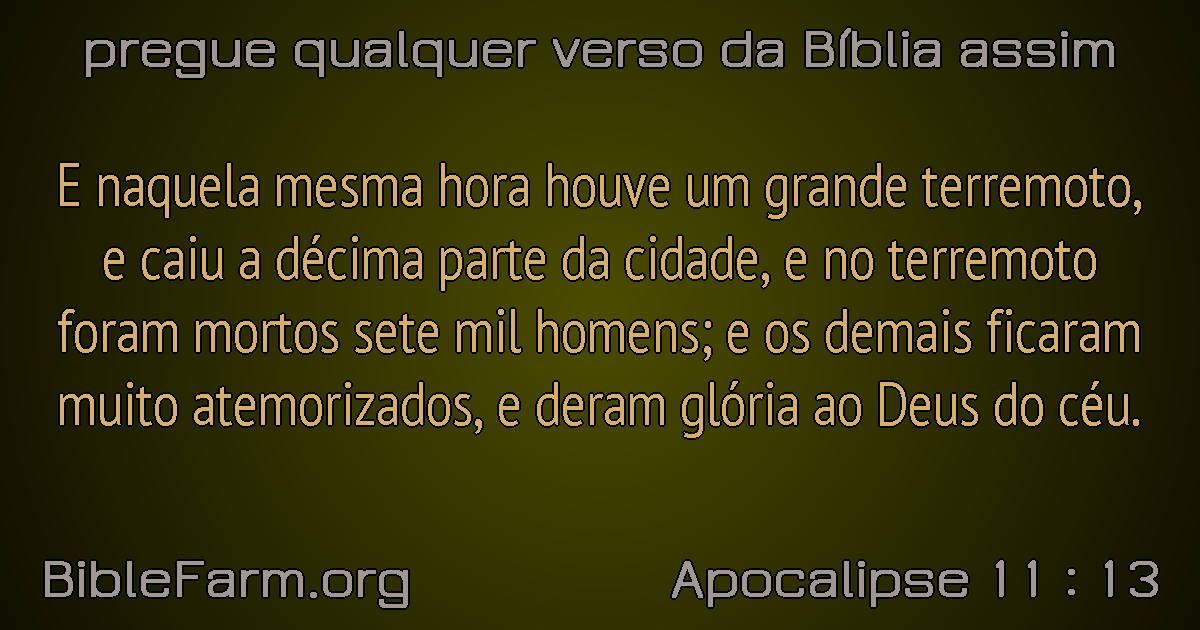 pregue qualquer verso da Bíblia assim
E naquela mesma hora houve um grande terremoto,
e caiu a décima parte da cidade, e no terremoto
foram mortos sete mil homens; e os demais ficaram
muito atemorizados, e deram glória ao Deus do céu.
BibleFarm.org
Apocalipse 11 : 13